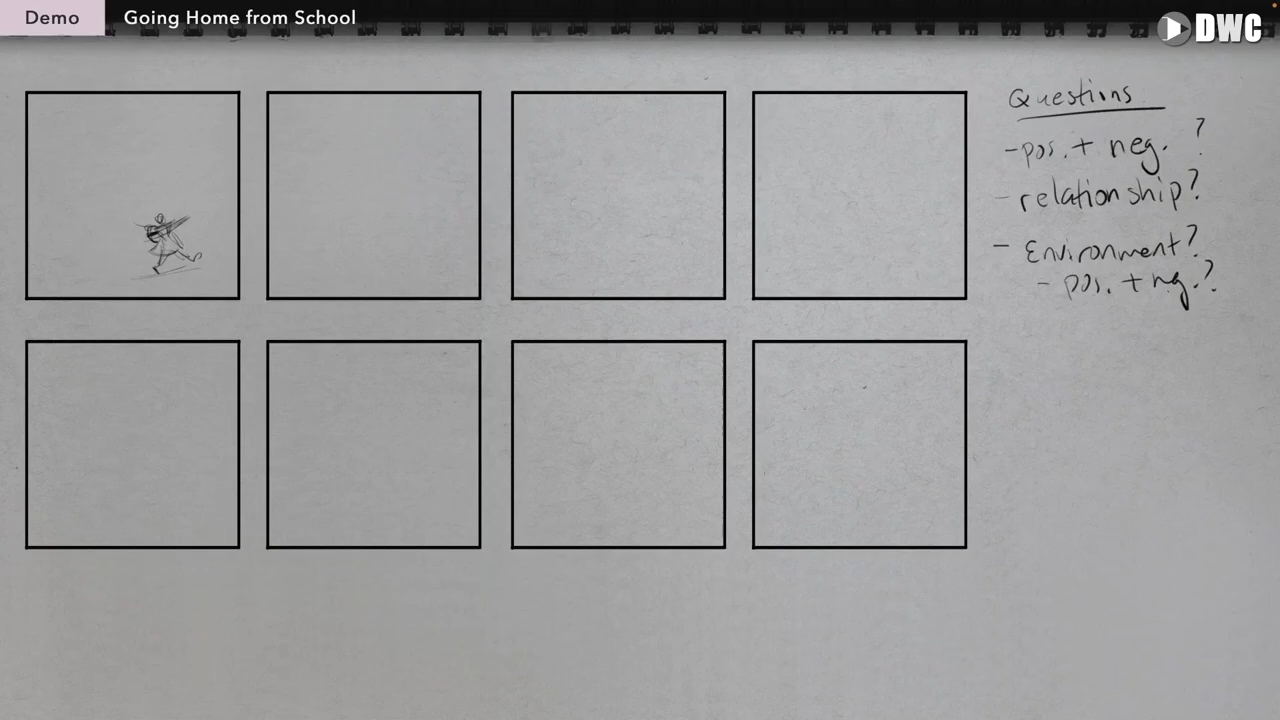 Demo
Going Home from School
DWC
Questions
- pos. + neg. ?
- relationship?
- Environment?
- pos. + neg.?